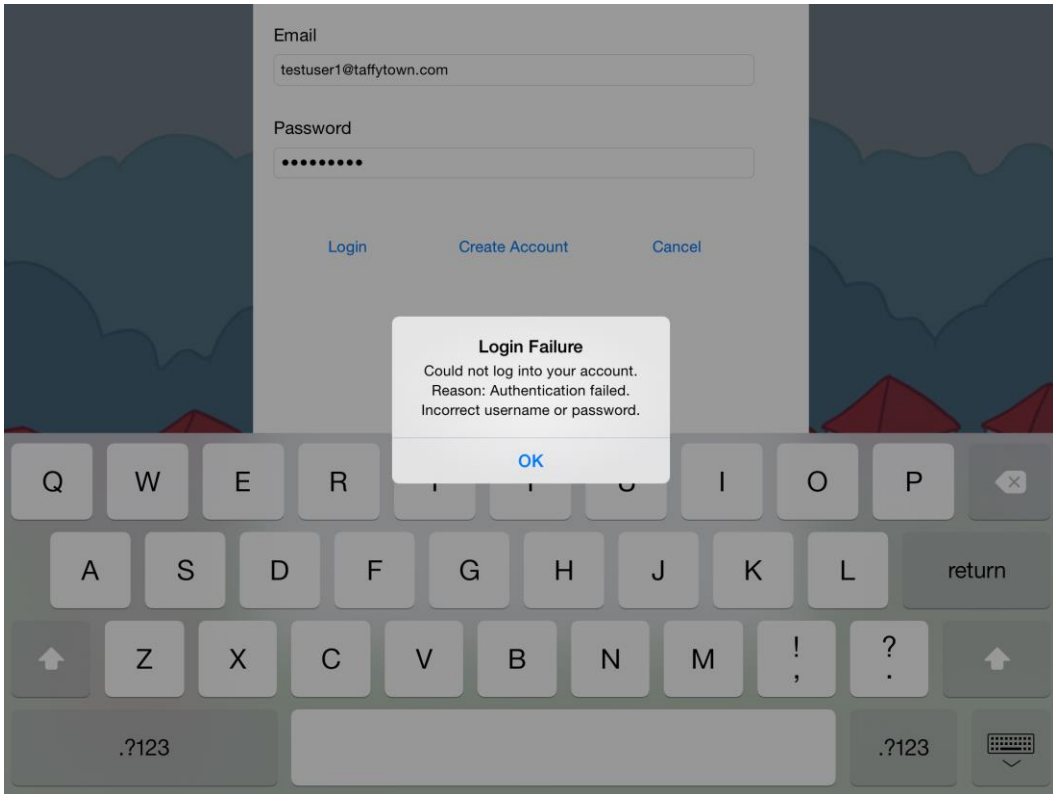 Email
testuser1@taffytown.com
Password
Login Create Account Cancel
Login Failure
Could not log into your account.
Reason: Authentication failed.
Incorrect username or password.
OK
Q W E R I O P
A S D F G H J K L return
Z X C V B N M ! , ? .
.?123 .?123